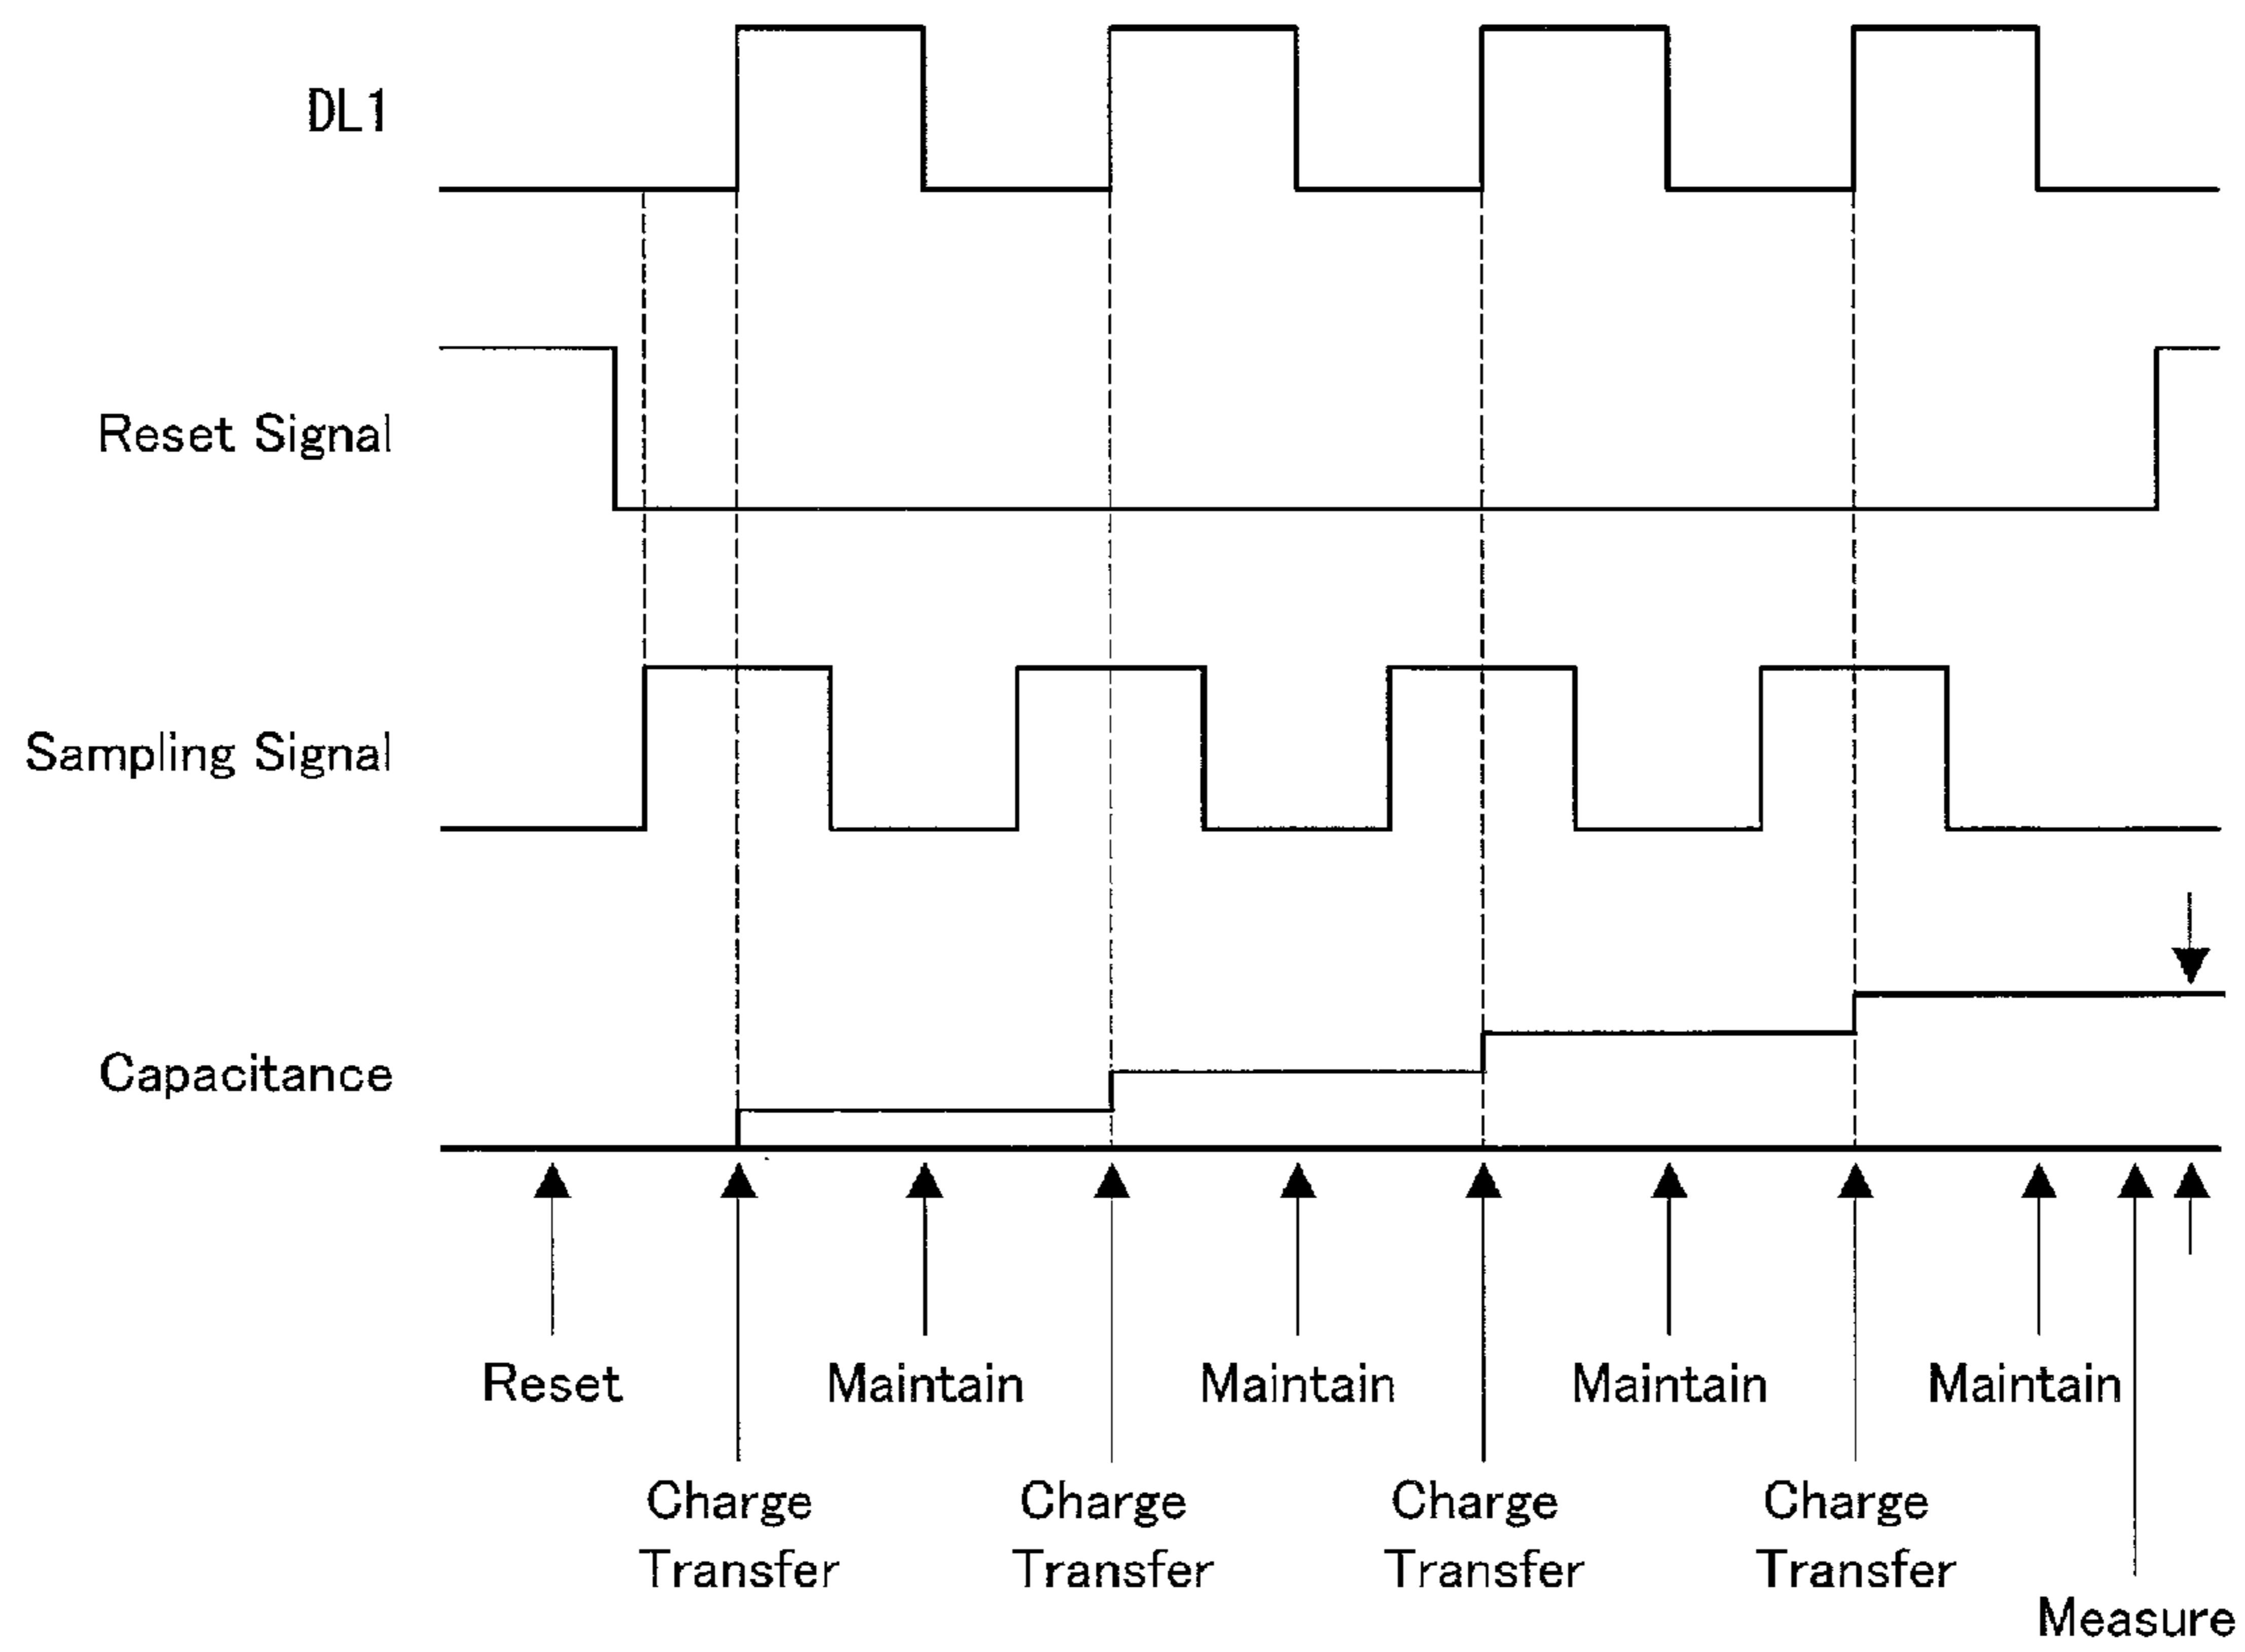 DL1
Reset Signal
Sampling Signal
Capacitance
Reset
Maintain
Maintain
Maintain
Maintain
Charge
Transfer
Charge
Transfer
Charge
Transfer
Charge
Transfer
Measure